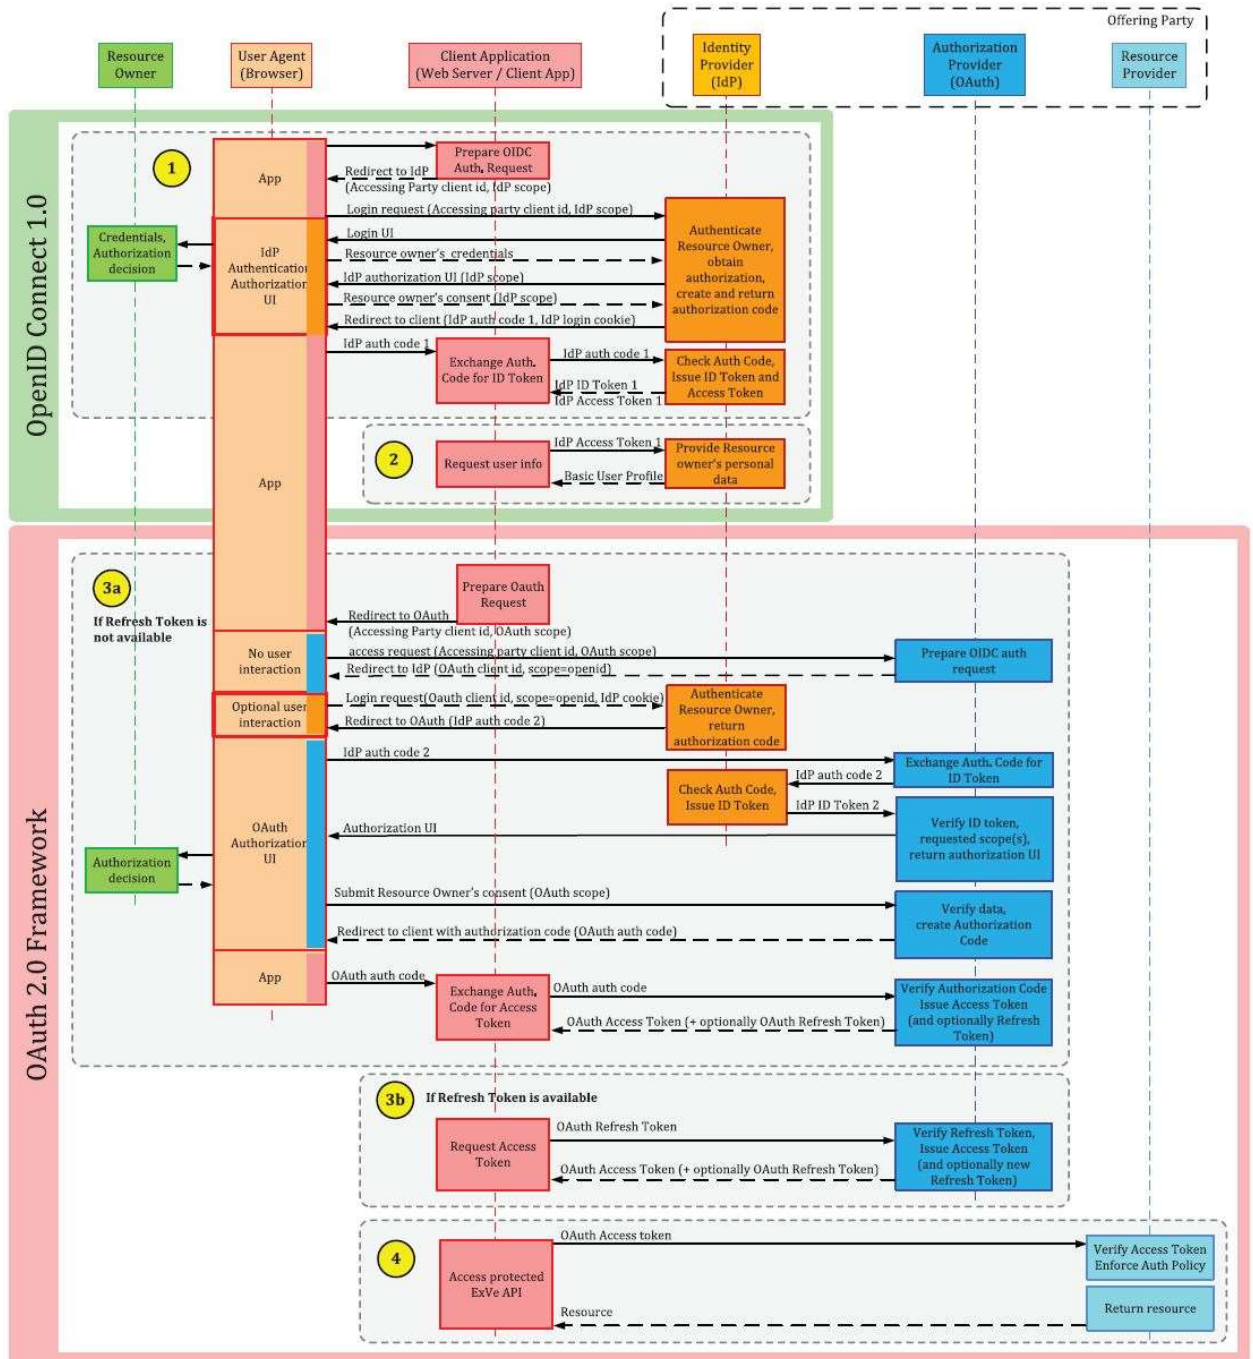 Offering Party
Resource
Owner
User Agent
(Browser)
Client Application
(Web Server / Client App)
Identity
Provider
(IdP)
Authorization
Provider
(OAuth)
Resource
Provider
OpenID Connect 1.0
1
App
Prepare OIDC
Auth. Request
Redirect to IdP
(Accessing Party client id, IdP scope)
Login request (Accessing party client id, IdP scope)
Credentials,
Authorization
decision
IdP
Authentication
Authorization
UI
Login UI
Resource owner's credentials
IdP authorization UI (IdP scope)
Resource owner's consent (IdP scope)
Redirect to client (IdP auth code 1, IdP login cookie)
Authenticate
Resource Owner,
obtain
authorization,
create and return
authorization code
IdP auth code 1
Exchange Auth.
Code for ID Token
IdP auth code 1
IdP ID Token 1
IdP Access Token 1
Check Auth Code,
Issue ID Token and
Access Token
App
2
Request user info
IdP Access Token 1
Basic User Profile
Provide Resource
owner's personal
data
OAuth 2.0 Framework
3a
If Refresh Token is
not available
Prepare Oauth
Request
Redirect to OAuth
(Accessing Party client id, OAuth scope)
No user
interaction
access request (Accessing party client id, OAuth scope)
Redirect to IdP (OAuth client id, scope=openid)
Prepare OIDC auth
request
Optional user
interaction
Login request(Oauth client id, scope=openid, IdP cookie)
Redirect to OAuth (IdP auth code 2)
Authenticate
Resource Owner,
return
authorization code
IdP auth code 2
Exchange Auth. Code for
ID Token
IdP auth code 2
Check Auth Code,
Issue ID Token
IdP ID Token 2
OAuth
Authorization
UI
Authorization UI
Verify ID token,
requested scope(s),
return authorization UI
Authorization
decision
Submit Resource Owner's consent (OAuth scope)
Redirect to client with authorization code (OAuth auth code)
Verify data,
create Authorization
Code
App
OAuth auth code
Exchange Auth.
Code for Access
Token
OAuth auth code
OAuth Access Token (+ optionally OAuth Refresh Token)
Verify Authorization Code
Issue Access Token
(and optionally Refresh
Token)
3b
If Refresh Token is available
Request Access
Token
OAuth Refresh Token
OAuth Access Token (+ optionally OAuth Refresh Token)
Verify Refresh Token,
Issue Access Token
(and optionally new
Refresh Token)
4
Access protected
ExVe API
OAuth Access token
Resource
Verify Access Token
Enforce Auth Policy
Return resource